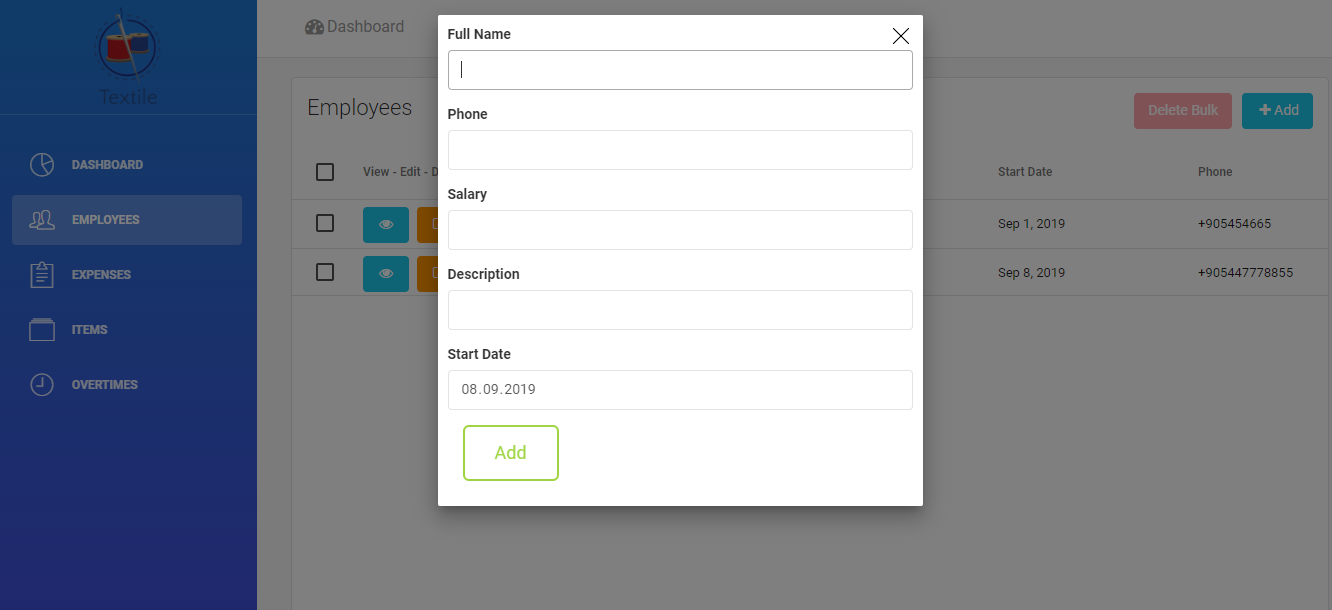 Textile
DASHBOARD
EMPLOYEES
EXPENSES
ITEMS
OVERTIMES
Dashboard
Employees
Delete Bulk
Add
View - Edit - D
Start Date
Phone
Sep 1, 2019
+905454665
Sep 8, 2019
+905447778855
Full Name
Phone
Salary
Description
Start Date
08.09.2019
Add